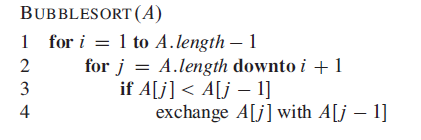 BUBBLESORT(A)
1 for i = 1 to A.length – 1
2 for j = A.length downto i + 1
3 if A[j] < A[j – 1]
4 exchange A[j] with A[j – 1]